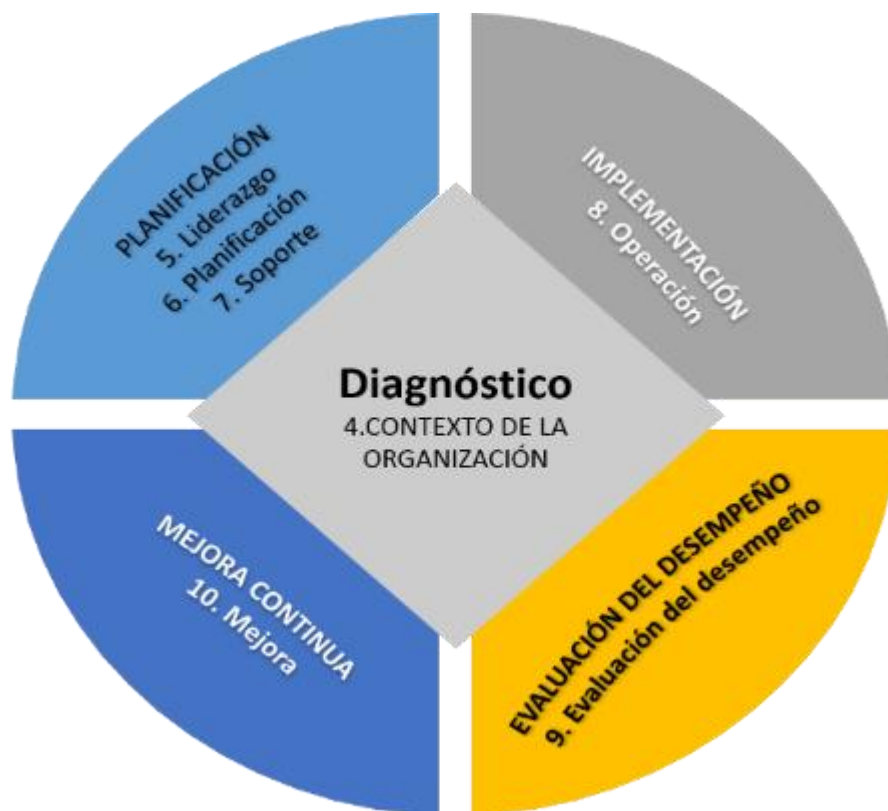 PLANIFICACIÓN
5. Liderazgo
6. Planificación
7. Soporte
IMPLEMENTACIÓN
8. Operación
Diagnóstico
4.CONTEXTO DE LA
ORGANIZACIÓN
MEJORA CONTINUA
10. Mejora
EVALUACIÓN DEL DESEMPEÑO
9. Evaluación del desempeño